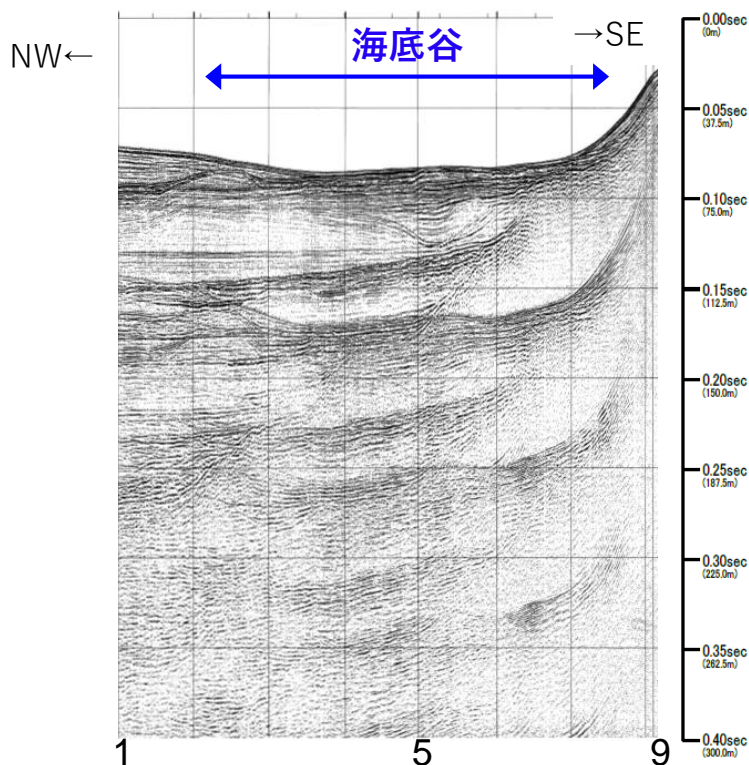 NW←
海底谷
→SE
0.00sec
(0m)
0.05sec
(37.5m)
0.10sec
(75.0m)
0.15sec
(112.5m)
0.20sec
(150.0m)
0.25sec
(187.5m)
0.30sec
(225.0m)
0.35sec
(262.5m)
0.40sec
(300.0m)
1
5
9